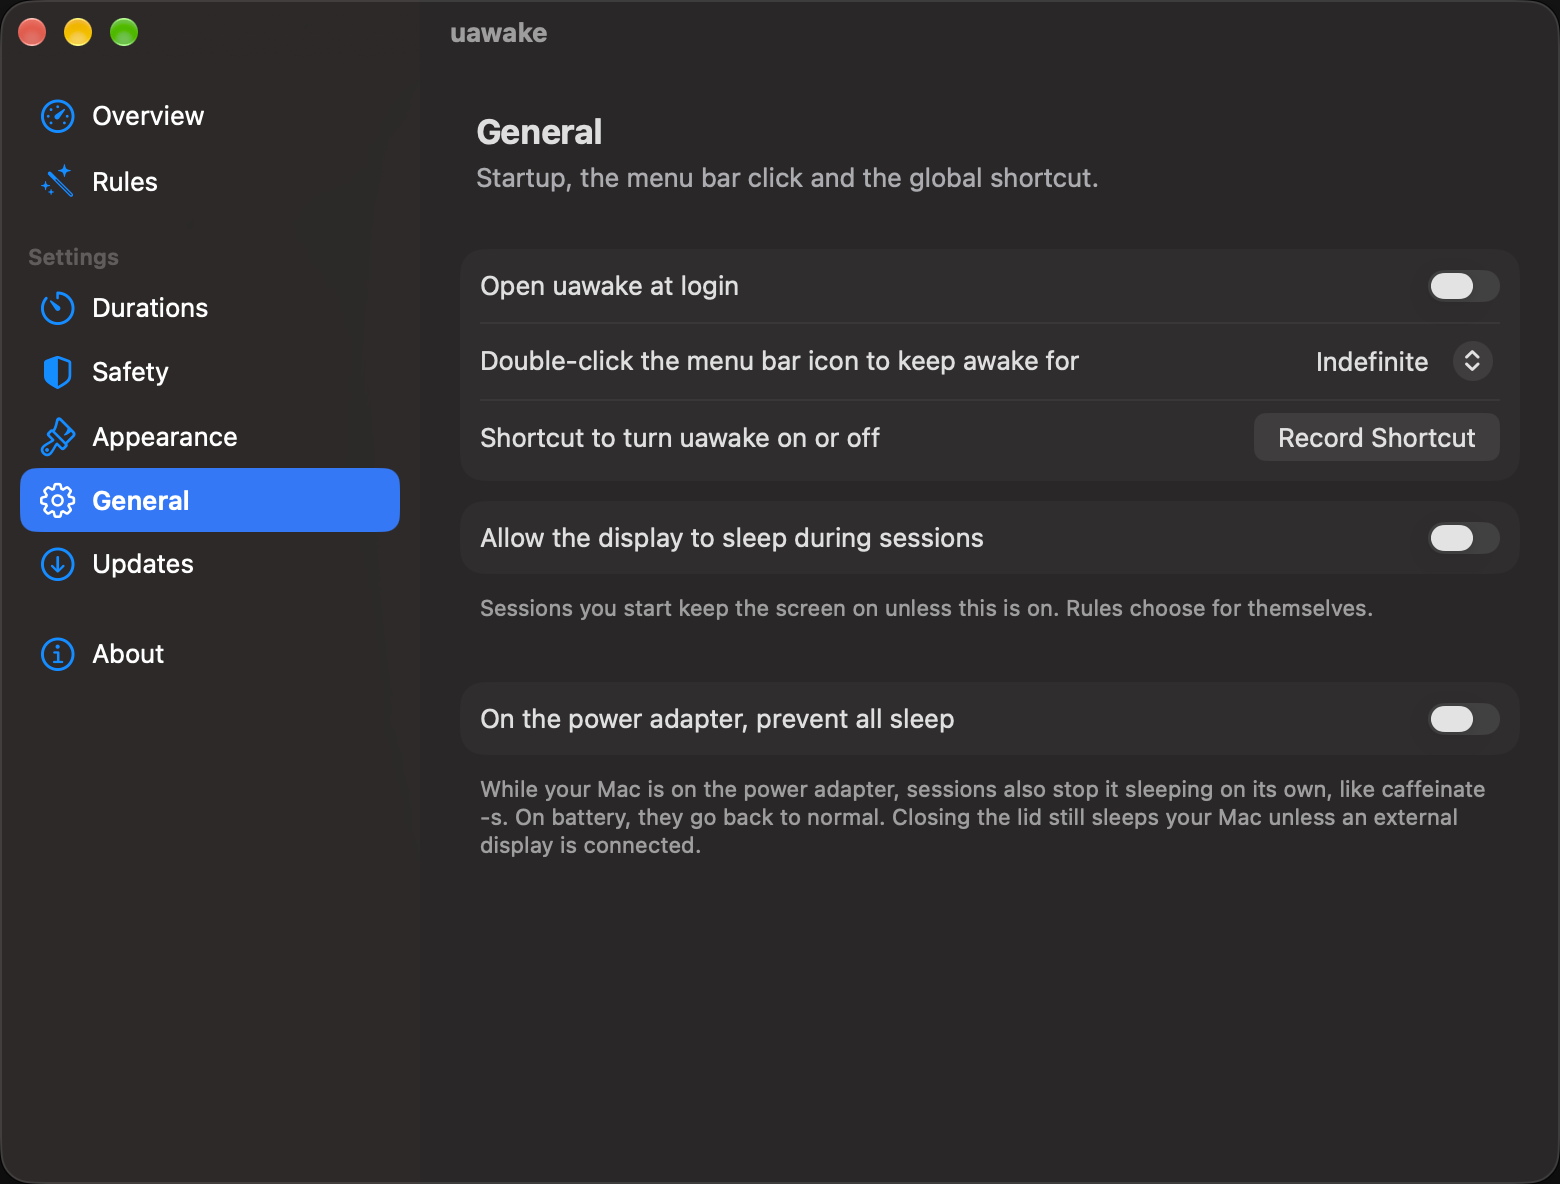 uawake
Overview
Rules
Settings
Durations
Safety
Appearance
General
Updates
About
General
Startup, the menu bar click and the global shortcut.
Open uawake at login
Double-click the menu bar icon to keep awake for
Indefinite
Shortcut to turn uawake on or off
Record Shortcut
Allow the display to sleep during sessions
Sessions you start keep the screen on unless this is on. Rules choose for themselves.
On the power adapter, prevent all sleep
While your Mac is on the power adapter, sessions also stop it sleeping on its own, like caffeinate
-s. On battery, they go back to normal. Closing the lid still sleeps your Mac unless an external
display is connected.